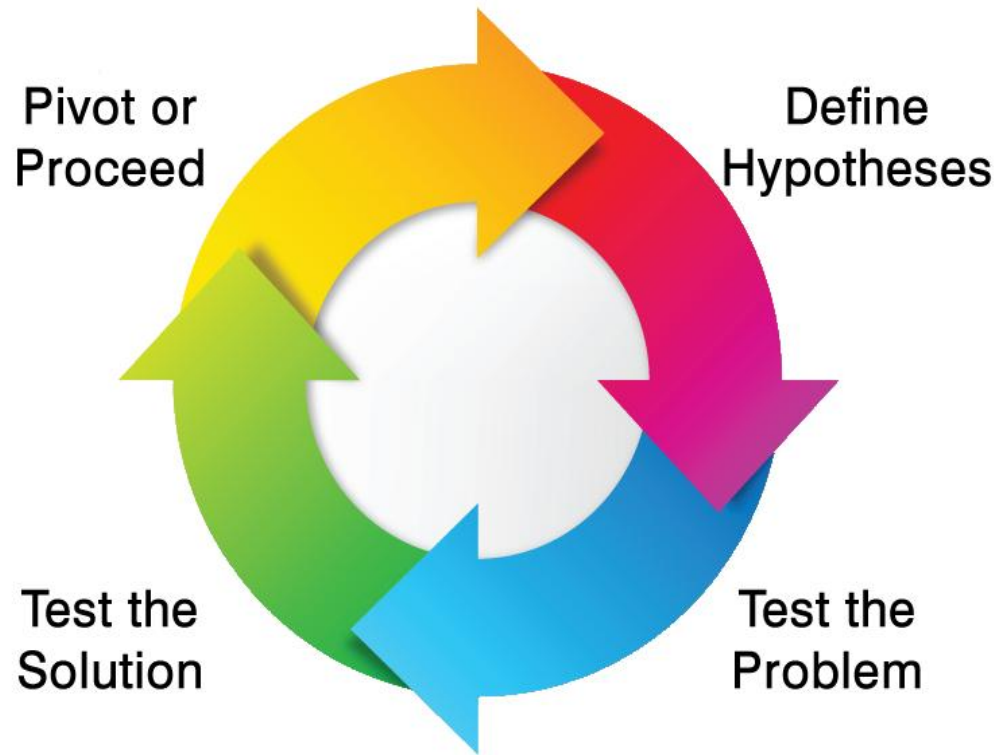 Pivot or
Proceed
Define
Hypotheses
Test the
Solution
Test the
Problem